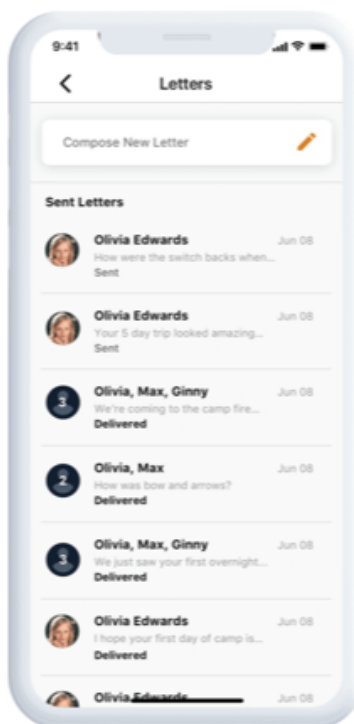 9:41
Letters
Compose New Letter
Sent Letters
Olivia Edwards Jun 08
How were the switch backs when...
Sent
Olivia Edwards Jun 08
Your 5 day trip looked amazing...
Sent
3 Olivia, Max, Ginny Jun 08
We're coming to the camp fire...
Delivered
2 Olivia, Max Jun 08
How was bow and arrows?
Delivered
3 Olivia, Max, Ginny Jun 08
We just saw your first overnight...
Delivered
Olivia Edwards Jun 08
I hope your first day of camp is...
Delivered
Olivia Edwards Jun 08